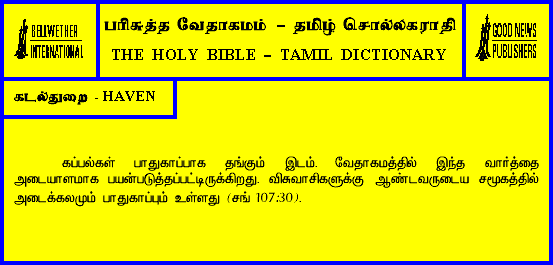 BELLWETHER
INTERNATIONAL
பரிசுத்த வேதாகமம் – தமிழ் சொல்லகராதி
THE HOLY BIBLE – TAMIL DICTIONARY
GOOD NEWS
PUBLISHERS
கடல்துறை - HAVEN
கப்பல்கள் பாதுகாப்பாக தங்கும் இடம். வேதாகமத்தில் இந்த வார்த்தை
அடையாளமாக பயன்படுத்தப்பட்டிருக்கிறது. விசுவாசிகளுக்கு ஆண்டவருடைய சமூகத்தில்
அடைக்கலமும் பாதுகாப்பும் உள்ளது (சங் 107:30).